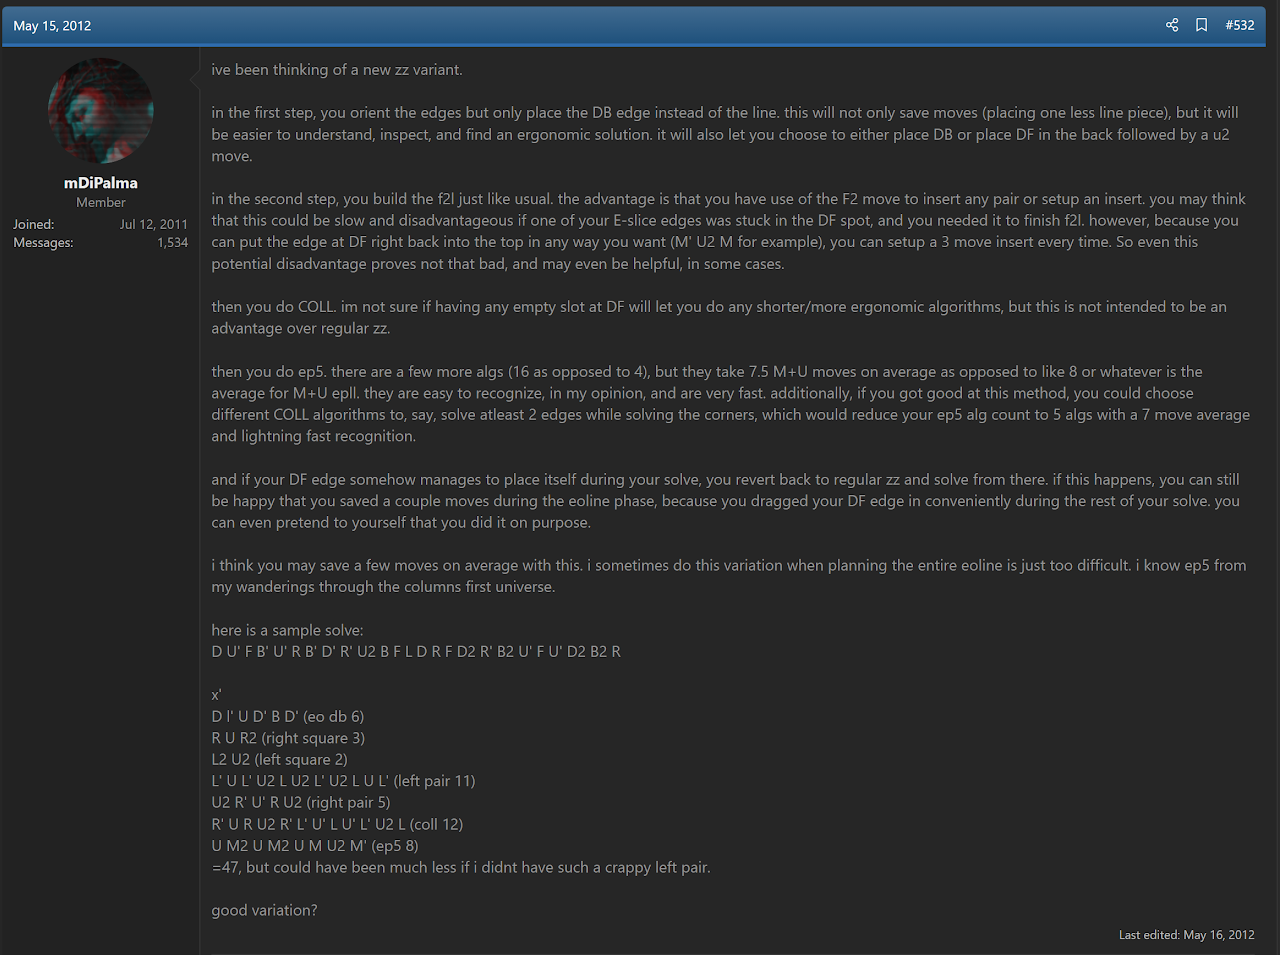 May 15, 2012
#532
mDiPalma
Member
Joined: Jul 12, 2011
Messages: 1,534
ive been thinking of a new zz variant.
in the first step, you orient the edges but only place the DB edge instead of the line. this will not only save moves (placing one less line piece), but it will
be easier to understand, inspect, and find an ergonomic solution. it will also let you choose to either place DB or place DF in the back followed by a u2
move.
in the second step, you build the f2l just like usual. the advantage is that you have use of the F2 move to insert any pair or setup an insert. you may think
that this could be slow and disadvantageous if one of your E-slice edges was stuck in the DF spot, and you needed it to finish f2l. however, because you
can put the edge at DF right back into the top in any way you want (M' U2 M for example), you can setup a 3 move insert every time. So even this
potential disadvantage proves not that bad, and may even be helpful, in some cases.
then you do COLL. im not sure if having any empty slot at DF will let you do any shorter/more ergonomic algorithms, but this is not intended to be an
advantage over regular zz.
then you do ep5. there are a few more algs (16 as opposed to 4), but they take 7.5 M+U moves on average as opposed to like 8 or whatever is the
average for M+U epll. they are easy to recognize, in my opinion, and are very fast. additionally, if you got good at this method, you could choose
different COLL algorithms to, say, solve atleast 2 edges while solving the corners, which would reduce your ep5 alg count to 5 algs with a 7 move average
and lightning fast recognition.
and if your DF edge somehow manages to place itself during your solve, you revert back to regular zz and solve from there. if this happens, you can still
be happy that you saved a couple moves during the eoline phase, because you dragged your DF edge in conveniently during the rest of your solve. you
can even pretend to yourself that you did it on purpose.
i think you may save a few moves on average with this. i sometimes do this variation when planning the entire eoline is just too difficult. i know ep5 from
my wanderings through the columns first universe.
here is a sample solve:
D U' F B' U' R B' D' R' U2 B F L D R F D2 R' B2 U' F U' D2 B2 R
x'
D l' U D' B D' (eo db 6)
R U R2 (right square 3)
L2 U2 (left square 2)
L' U L' U2 L U2 L' U2 L U L' (left pair 11)
U2 R' U' R U2 (right pair 5)
R' U R U2 R' L' U' L U' L' U2 L (coll 12)
U M2 U M2 U M U2 M' (ep5 8)
=47, but could have been much less if i didnt have such a crappy left pair.
good variation?
Last edited: May 16, 2012